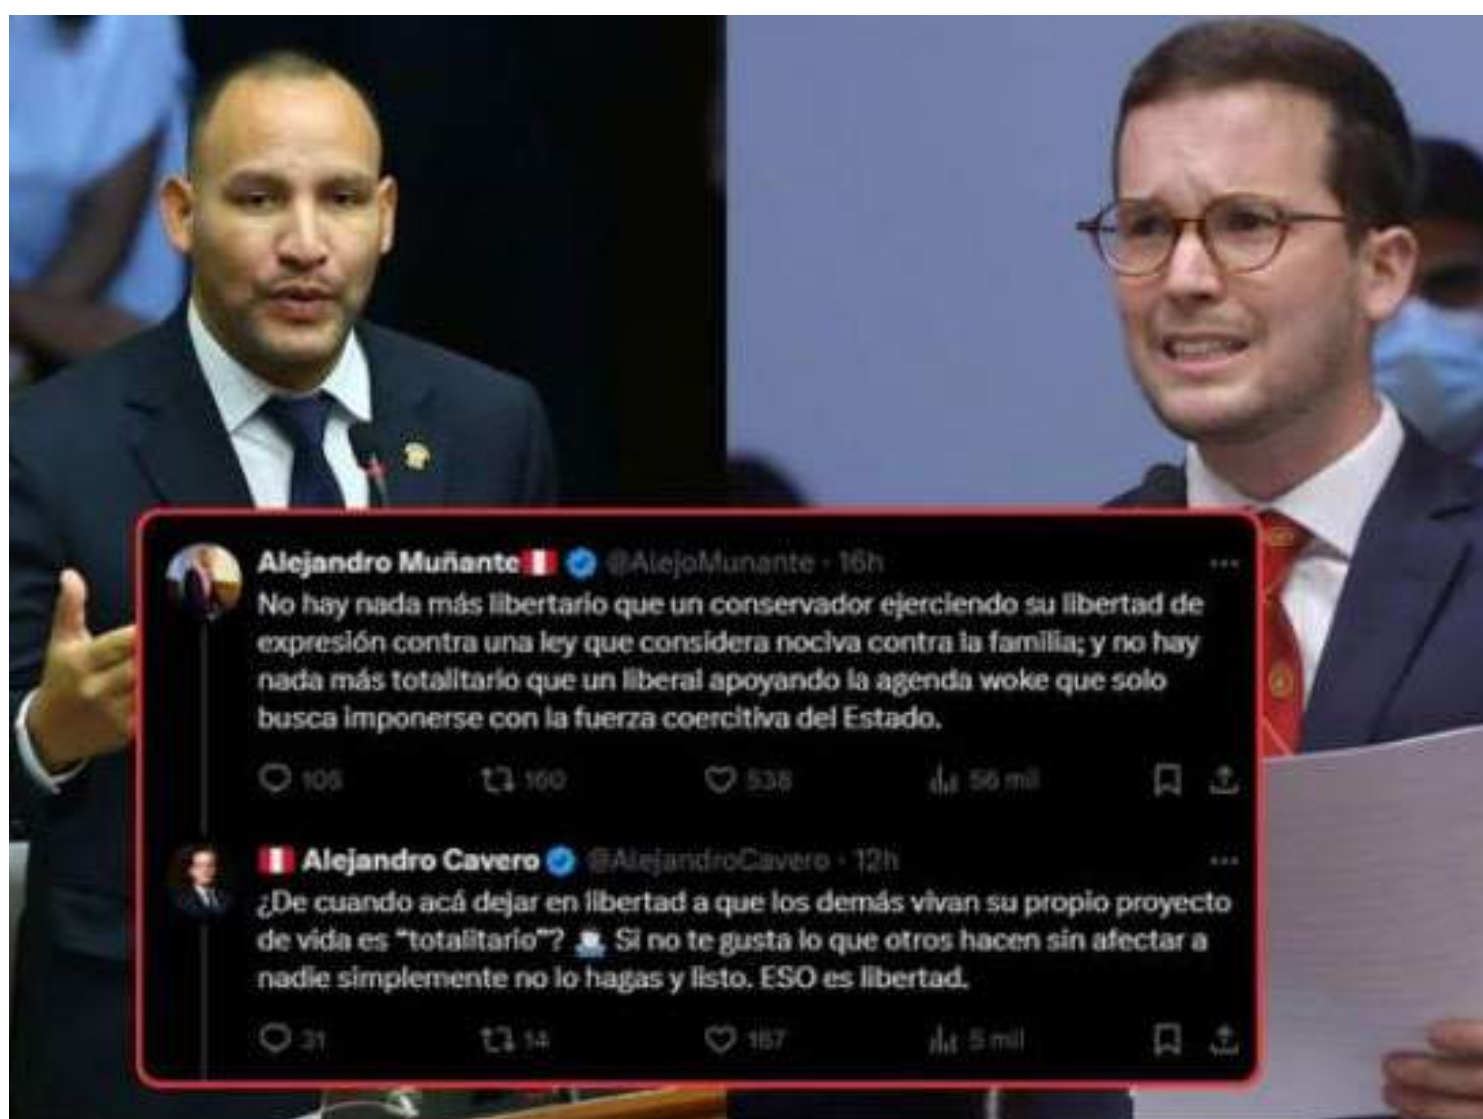 Alejandro Muñante🇵🇪 @AlejoMunante · 16h
No hay nada más libertario que un conservador ejerciendo su libertad de
expresión contra una ley que considera nociva contra la familia; y no hay
nada más totalitario que un liberal apoyando la agenda woke que solo
busca imponerse con la fuerza coercitiva del Estado.
105 160 538 56 mil
🇵🇪 Alejandro Cavero @AlejandroCavero · 12h
¿De cuando acá dejar en libertad a que los demás vivan su propio proyecto
de vida es “totalitario”? Si no te gusta lo que otros hacen sin afectar a
nadie simplemente no lo hagas y listo. ESO es libertad.
31 14 167 5 mil